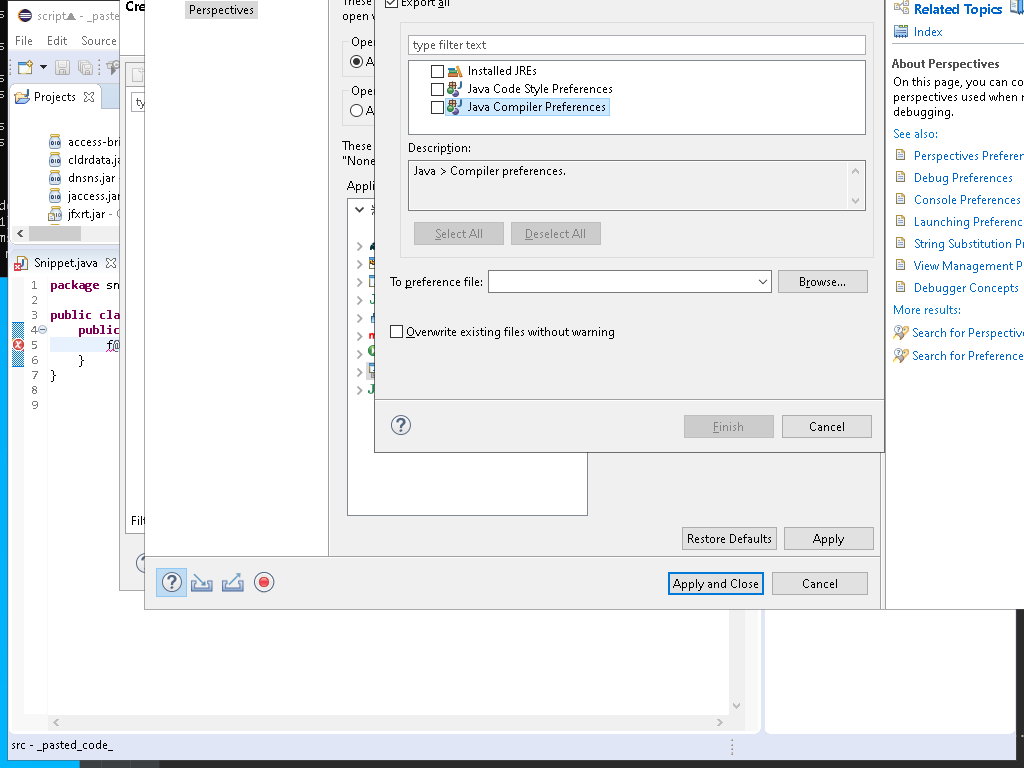 script - _paste
File Edit Source
Projects
access-bri
cldrdata.ja
dnsns.jar
jaccess.jar
jfxrt.jar -
Snippet.java
1 package sn
2
3 public cla
4 public
5 f@
6 }
7 }
8
9
src - _pasted_code_
Cre
ty
Filt
Perspectives
These
open v
Oper
A
Oper
A
These
"None
Appli
Restore Defaults
Apply
Apply and Close
Cancel
Export all
type filter text
Installed JREs
Java Code Style Preferences
Java Compiler Preferences
Description:
Java > Compiler preferences.
Select All
Deselect All
To preference file:
Browse...
Overwrite existing files without warning
Finish
Cancel
Related Topics
Index
About Perspectives
On this page, you can co
perspectives used when r
debugging.
See also:
Perspectives Preferen
Debug Preferences
Console Preferences
Launching Preferenc
String Substitution P
View Management P
Debugger Concepts
More results:
Search for Perspective
Search for Preference